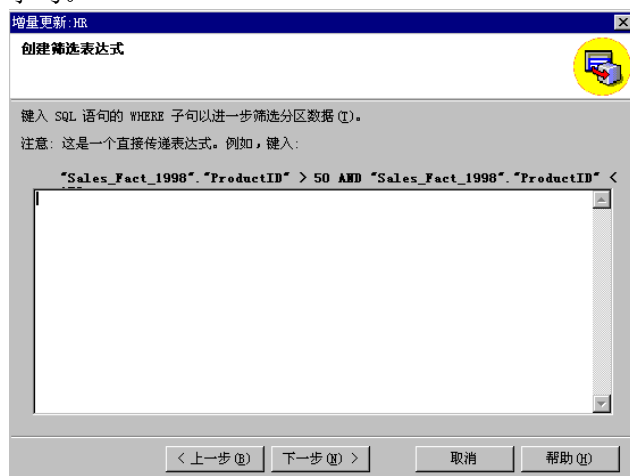 增量更新:HR
创建筛选表达式
键入 SQL 语句的 WHERE 子句以进一步筛选分区数据(I)。
注意: 这是一个直接传递表达式。例如,键入:
"Sales_Fact_1998"."ProductID" > 50 AND "Sales_Fact_1998"."ProductID" <
< 上一步(B) 下一步(N) > 取消 帮助(H)